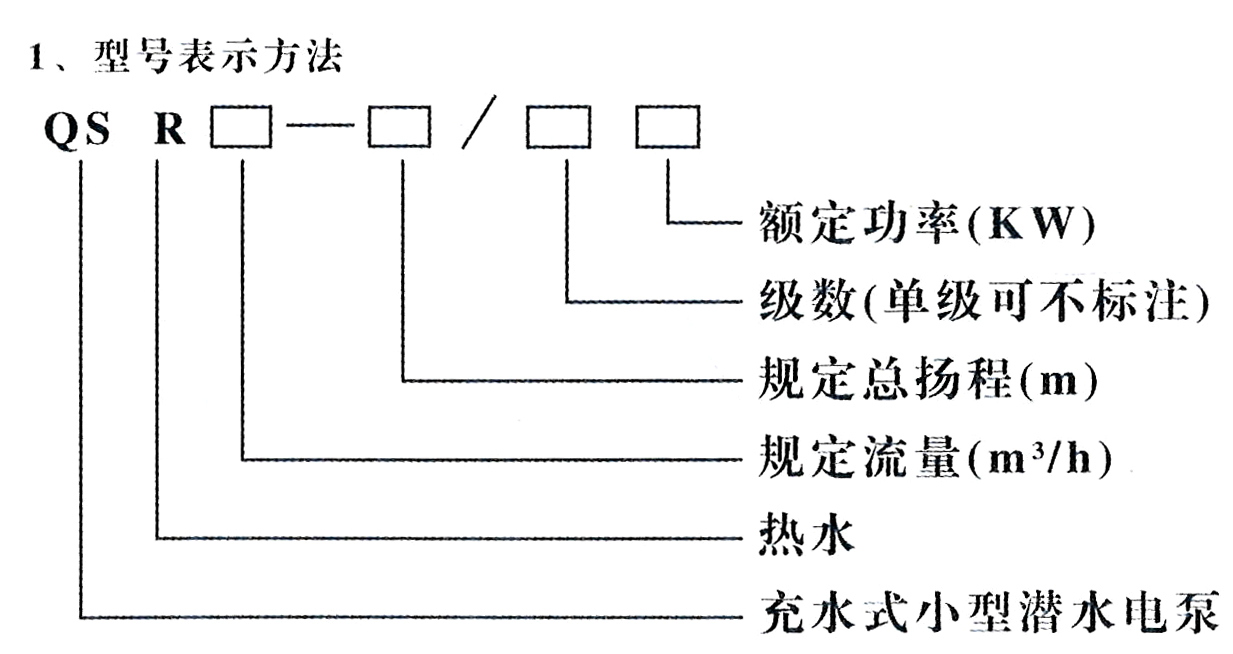 1、型号表示方法
QS R□—□/□□
额定功率(KW)
级数(单级可不标注)
规定总扬程(m)
规定流量(m³/h)
热水
充水式小型潜水电泵